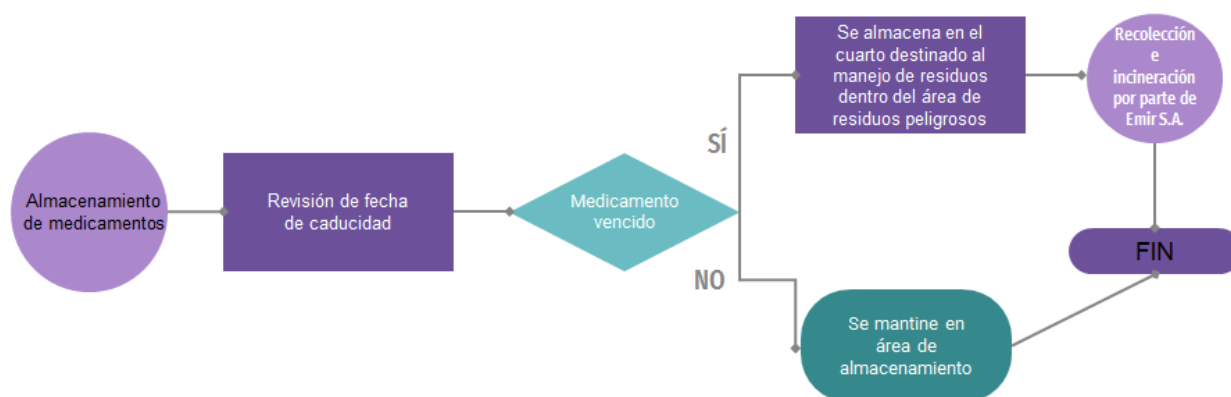 Almacenamiento
de medicamentos
Revisión de fecha
de caducidad
Medicamento
vencido
SÍ
Se almacena en el
cuarto destinado al
manejo de residuos
dentro del área de
residuos peligrosos
Recolección
e
incineración
por parte de
Emir S.A.
NO
Se mantine en
área de
almacenamiento
FIN